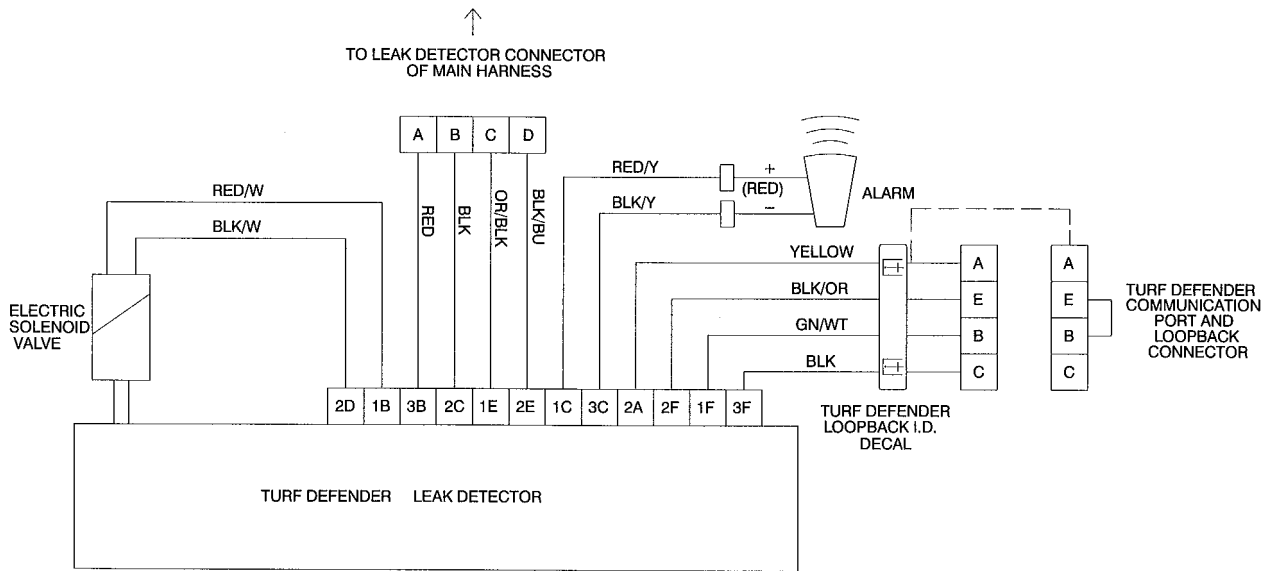 TO LEAK DETECTOR CONNECTOR
OF MAIN HARNESS
A B C D
RED
BLK
OR/BLK
BLK/BU
RED/W
BLK/W
RED/Y
BLK/Y
+
(RED)
–
ALARM
YELLOW
BLK/OR
GN/WT
BLK
A
E
B
C
A
E
B
C
TURF DEFENDER
COMMUNICATION
PORT AND
LOOPBACK
CONNECTOR
ELECTRIC
SOLENOID
VALVE
TURF DEFENDER
LOOPBACK I.D.
DECAL
2D 1B 3B 2C 1E 2E 1C 3C 2A 2F 1F 3F
TURF DEFENDER LEAK DETECTOR